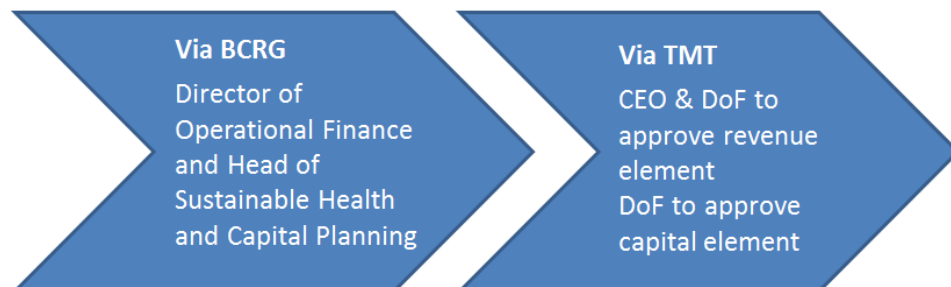 Via BCRG
Director of
Operational Finance
and Head of
Sustainable Health
and Capital Planning
Via TMT
CEO & DoF to
approve revenue
element
DoF to approve
capital element